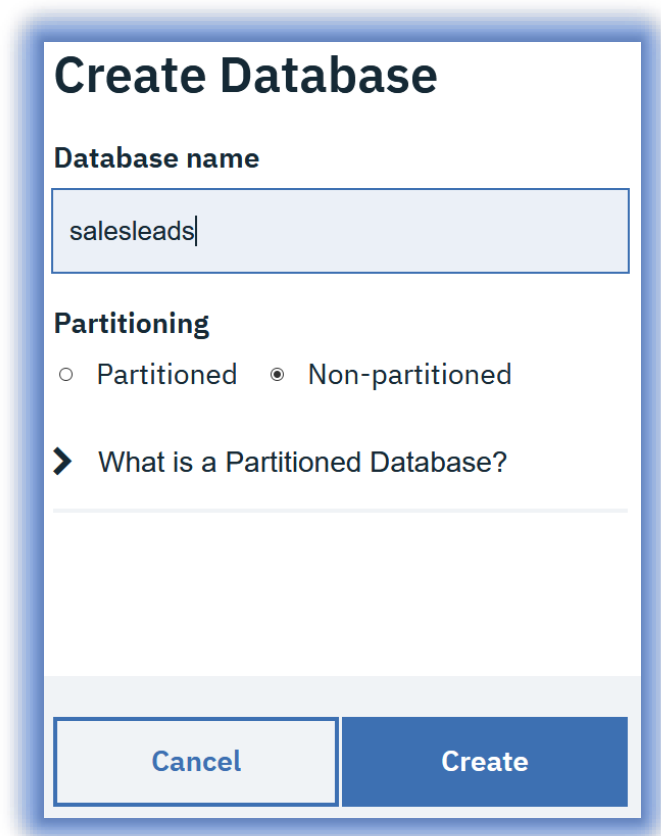 Create Database
Database name
salesleads
Partitioning
Partitioned Non-partitioned
What is a Partitioned Database?
Cancel Create